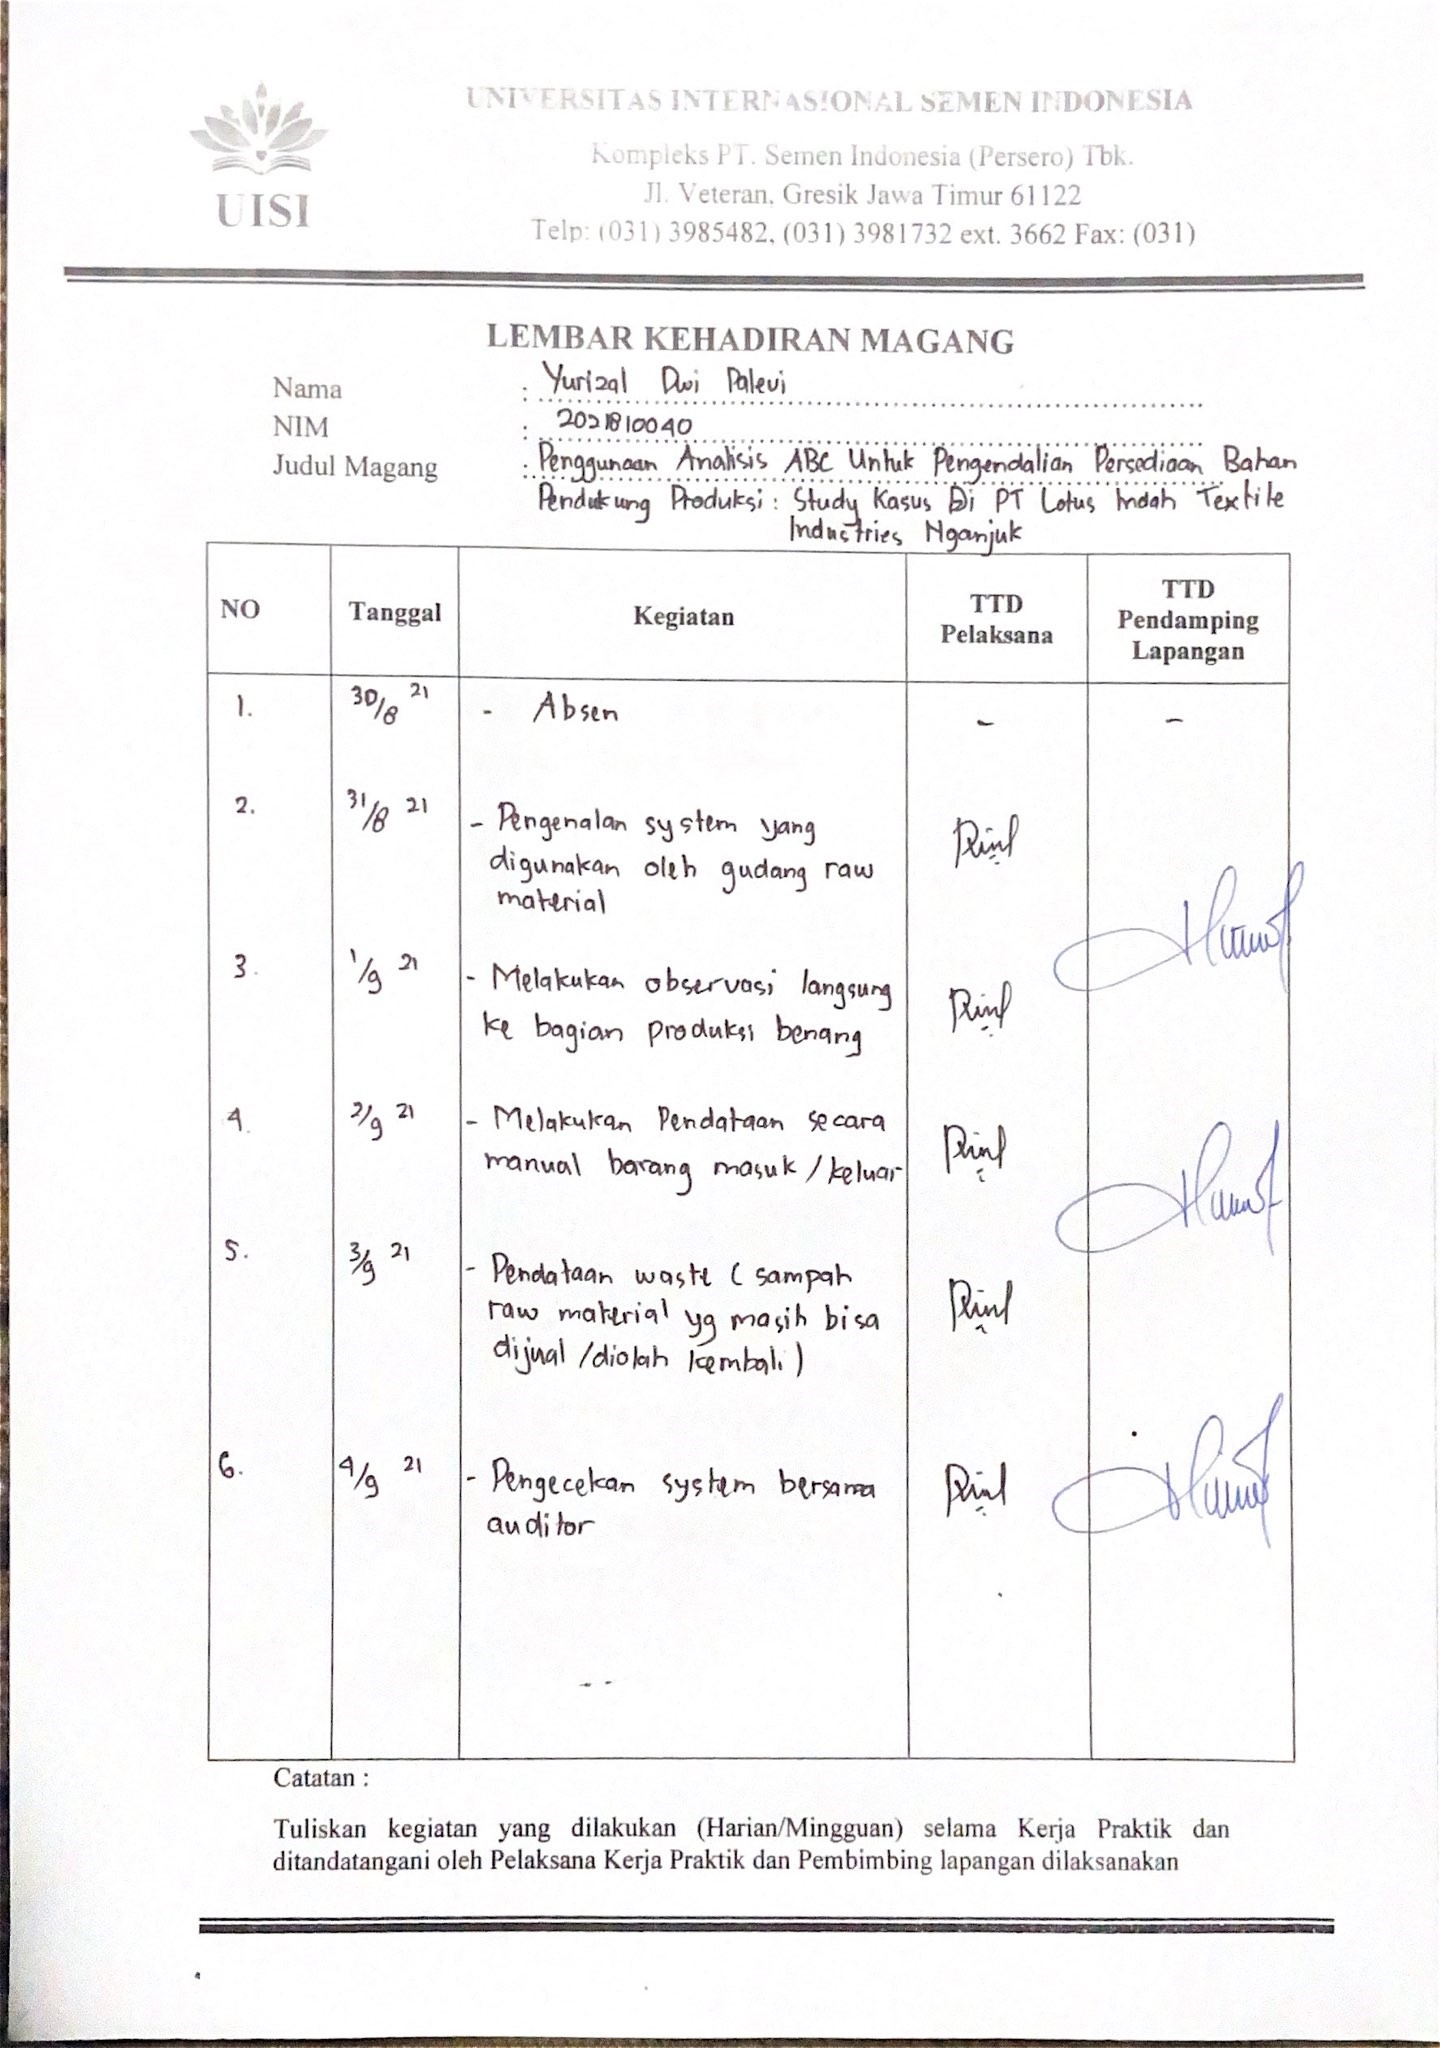 UISI
UNIVERSITAS INTERNASIONAL SEMEN INDONESIA
Kompleks PT. Semen Indonesia (Persero) Tbk.
Jl. Veteran, Gresik Jawa Timur 61122
Telp: (031) 3985482, (031) 3981732 ext. 3662 Fax: (031)
LEMBAR KEHADIRAN MAGANG
Nama : Yurizal Dwi Palevi
NIM : 2021810040
Judul Magang : Penggunaan Analisis ABC Untuk Pengendalian Persediaan Bahan
Pendukung Produksi : Study Kasus Di PT Lotus Indah Textile
Industries Nganjuk
NO Tanggal Kegiatan TTD Pelaksana TTD Pendamping Lapangan
1. 30/8 21 - Absen - -
2. 31/8 21 - Pengenalan system yang
digunakan oleh gudang raw
material
3. 1/9 21 - Melakukan observasi langsung
ke bagian produksi benang
4. 2/9 21 - Melakukan Pendataan secara
manual barang masuk /keluar
5. 3/9 21 - Pendataan waste ( sampah
raw material yg masih bisa
dijual /diolah kembali )
6. 4/9 21 - Pengecekan system bersama
auditor
Catatan :
Tuliskan kegiatan yang dilakukan (Harian/Mingguan) selama Kerja Praktik dan
ditandatangani oleh Pelaksana Kerja Praktik dan Pembimbing lapangan dilaksanakan